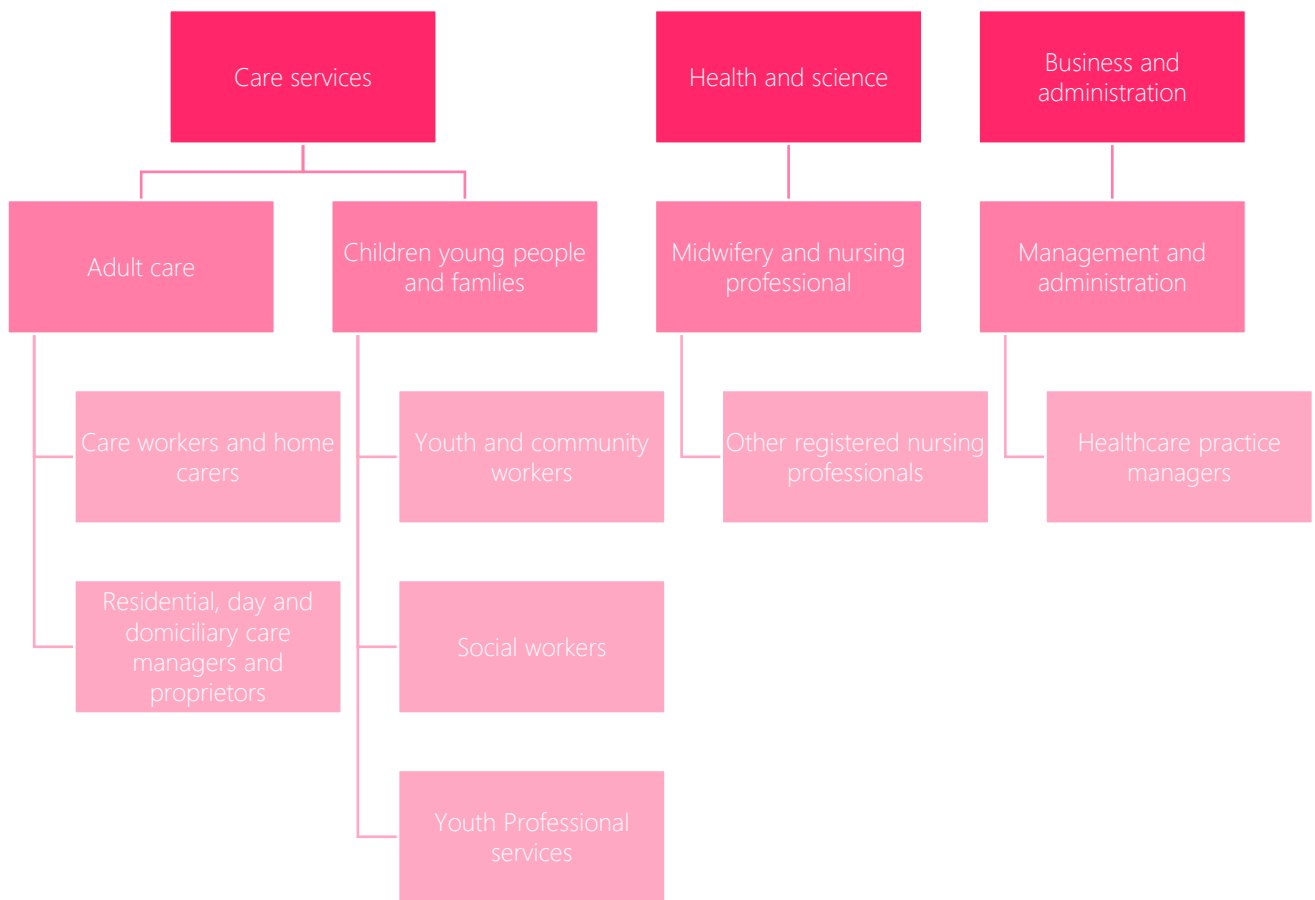 Care services
Health and science
Business and
administration
Adult care
Children young people
and famlies
Midwifery and nursing
professional
Management and
administration
Care workers and home
carers
Youth and community
workers
Other registered nursing
professionals
Healthcare practice
managers
Residential, day and
domiciliary care
managers and
proprietors
Social workers
Youth Professional
services